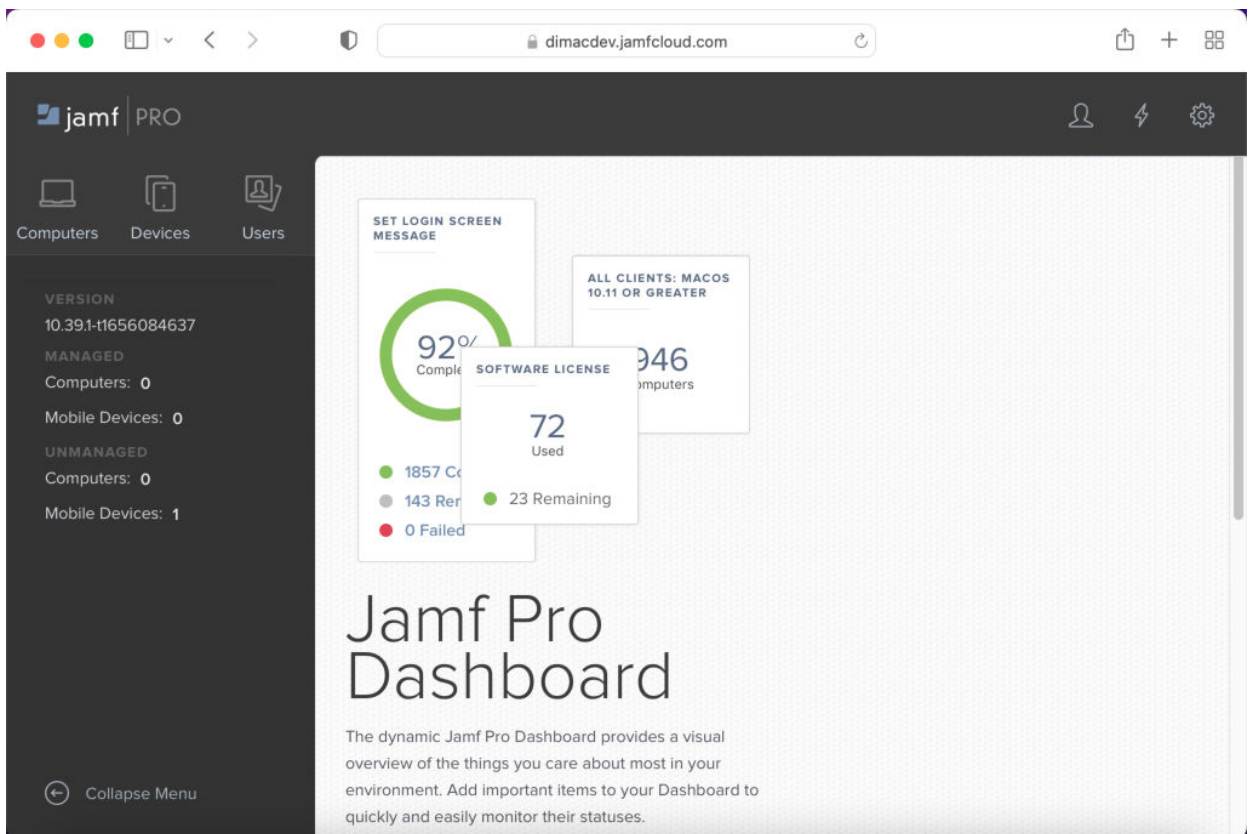 dimacdev.jamfcloud.com
jamf PRO
Computers Devices Users
VERSION
10.39.1-t1656084637
MANAGED
Computers: 0
Mobile Devices: 0
UNMANAGED
Computers: 0
Mobile Devices: 1
Collapse Menu
SET LOGIN SCREEN
MESSAGE
92%
1857
143
0 Failed
ALL CLIENTS: MACOS
10.11 OR GREATER
946
SOFTWARE LICENSE
72
Used
23 Remaining
Jamf Pro
Dashboard
The dynamic Jamf Pro Dashboard provides a visual
overview of the things you care about most in your
environment. Add important items to your Dashboard to
quickly and easily monitor their statuses.